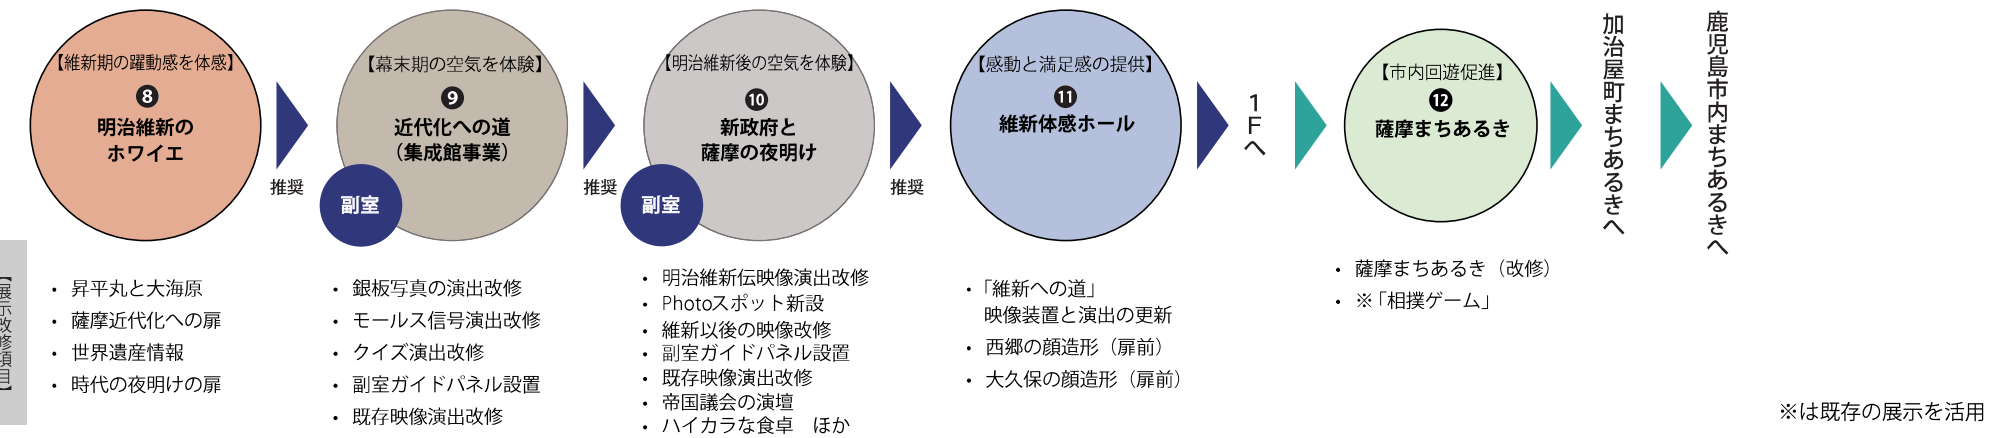 【維新期の躍動感を体感】
❽
明治維新の
ホワイエ
推奨
【幕末期の空気を体験】
❾
近代化への道
（集成館事業）
副室
推奨
【明治維新後の空気を体験】
❿
新政府と
薩摩の夜明け
副室
推奨
【感動と満足感の提供】
⓫
維新体感ホール
1Fへ
【市内回遊促進】
⓬
薩摩まちあるき
加治屋町まちあるきへ
鹿児島市内まちあるきへ
【展示改修項目】
・昇平丸と大海原
・薩摩近代化への扉
・世界遺産情報
・時代の夜明けの扉
・銀板写真の演出改修
・モールス信号演出改修
・クイズ演出改修
・副室ガイドパネル設置
・既存映像演出改修
・明治維新伝映像演出改修
・Photoスポット新設
・維新以後の映像改修
・副室ガイドパネル設置
・既存映像演出改修
・帝国議会の演壇
・ハイカラな食卓　ほか
・「維新への道」
映像装置と演出の更新
・西郷の顔造形（扉前）
・大久保の顔造形（扉前）
・薩摩まちあるき（改修）
・※「相撲ゲーム」
※は既存の展示を活用